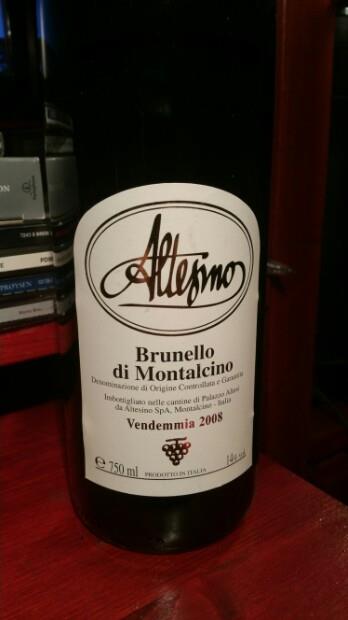 Altesino
Brunello
di Montalcino
Denominazione di Origine Controllata e Garantita
Imbottigliato nelle cantine di Palazzo Altesi
da Altesino SpA, Montalcino - Italia
Vendemmia 2008
℮ 750 ml
PRODOTTO IN ITALIA
14% vol.
PRØYSEN